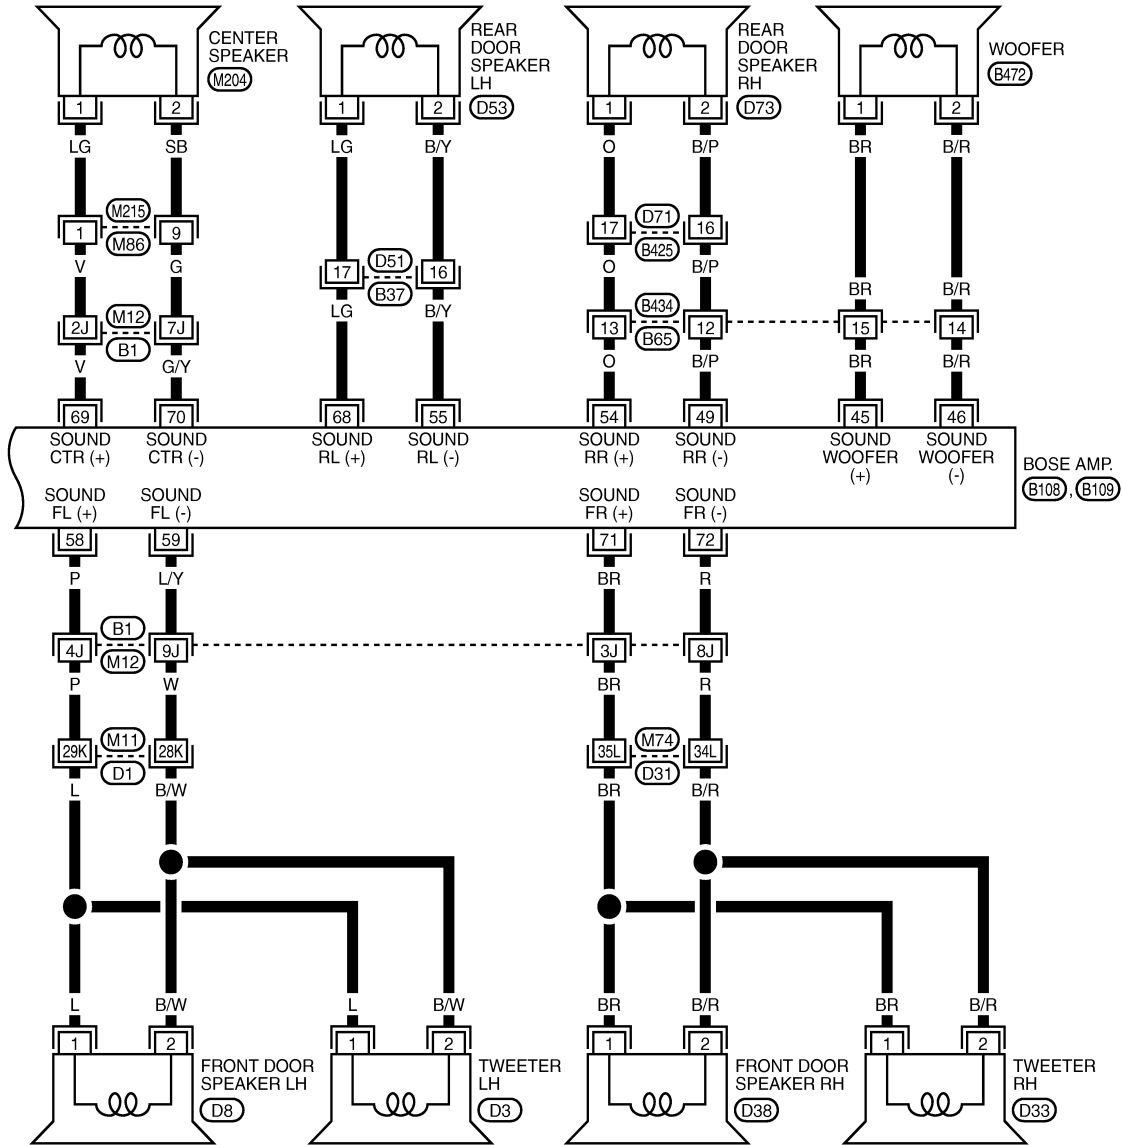 CENTER
SPEAKER
M204
REAR
DOOR
SPEAKER
LH
D53
REAR
DOOR
SPEAKER
RH
D73
WOOFER
B472
1 2 1 2 1 2 1 2
LG SB LG B/Y O B/P BR B/R
M215
1 9
M86
D71
17 16
B425
V G
D51
17 16
B37
O B/P
BR B/R
M12
2J 7J
B1
LG B/Y
B434
13 12 15 14
B65
V G/Y O B/P BR B/R
69 70 68 55 54 49 45 46
SOUND CTR (+)
SOUND CTR (-)
SOUND RL (+)
SOUND RL (-)
SOUND RR (+)
SOUND RR (-)
SOUND WOOFER (+)
SOUND WOOFER (-)
BOSE AMP.
B108 , B109
SOUND FL (+)
SOUND FL (-)
SOUND FR (+)
SOUND FR (-)
58 59 71 72
P L/Y BR R
B1
4J 9J 3J 8J
M12
P W BR R
M11 M74
29K 28K 35L 34L
D1 D31
L B/W BR B/R
L B/W L B/W BR B/R BR B/R
1 2 1 2 1 2 1 2
FRONT DOOR
SPEAKER LH
D8
TWEETER
LH
D3
FRONT DOOR
SPEAKER RH
D38
TWEETER
RH
D33